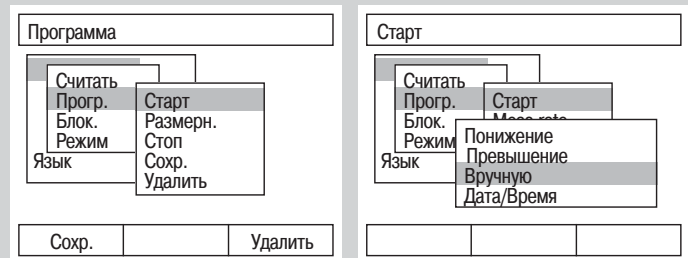 Программа
Считать
Прогр.
Блок.
Режим
Язык
Старт
Размерн.
Стоп
Сохр.
Удалить
Сохр.
Удалить
Старт
Считать
Прогр.
Блок.
Режим
Язык
Старт
Понижение
Превышение
Вручную
Дата/Время